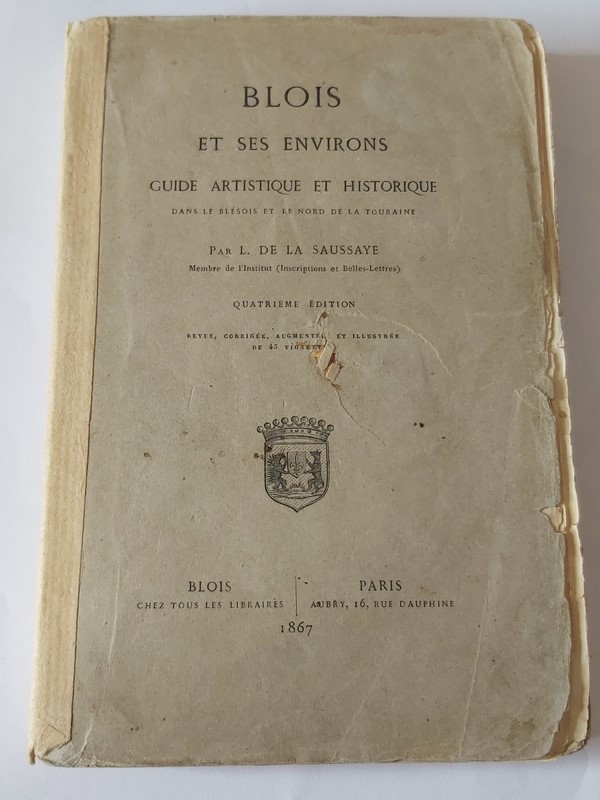 BLOIS
ET SES ENVIRONS
GUIDE ARTISTIQUE ET HISTORIQUE
DANS LE BLÉSOIS ET LE NORD DE LA TOURAINE
PAR L. DE LA SAUSSAYE
Membre de l'Institut (Inscriptions et Belles-Lettres)
QUATRIÈME ÉDITION
REVUE, CORRIGÉE, AUGMENTÉE, ET ILLUSTRÉE
DE 43
BLOIS
CHEZ TOUS LES LIBRAIRES
PARIS
AUBRY, 16, RUE DAUPHINE
1867